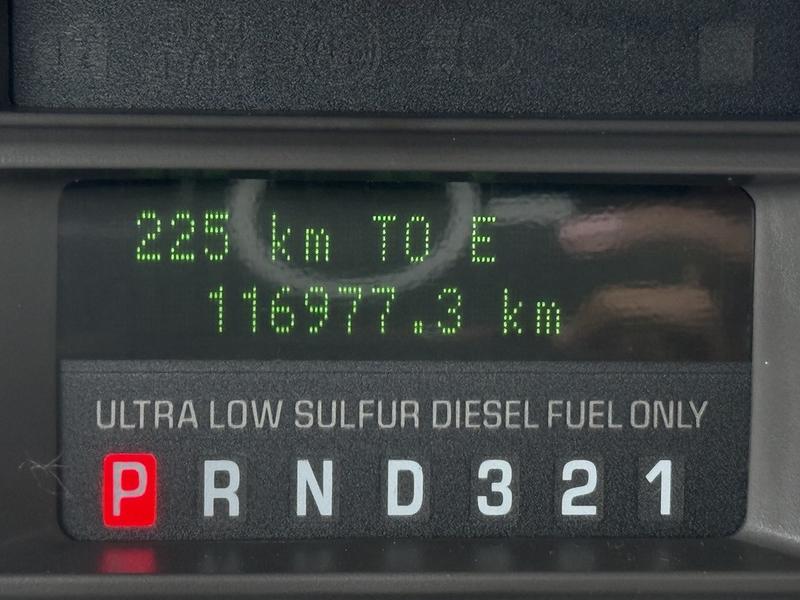 225 km TO E
116977.3 km
ULTRA LOW SULFUR DIESEL FUEL ONLY
P R N D 3 2 1